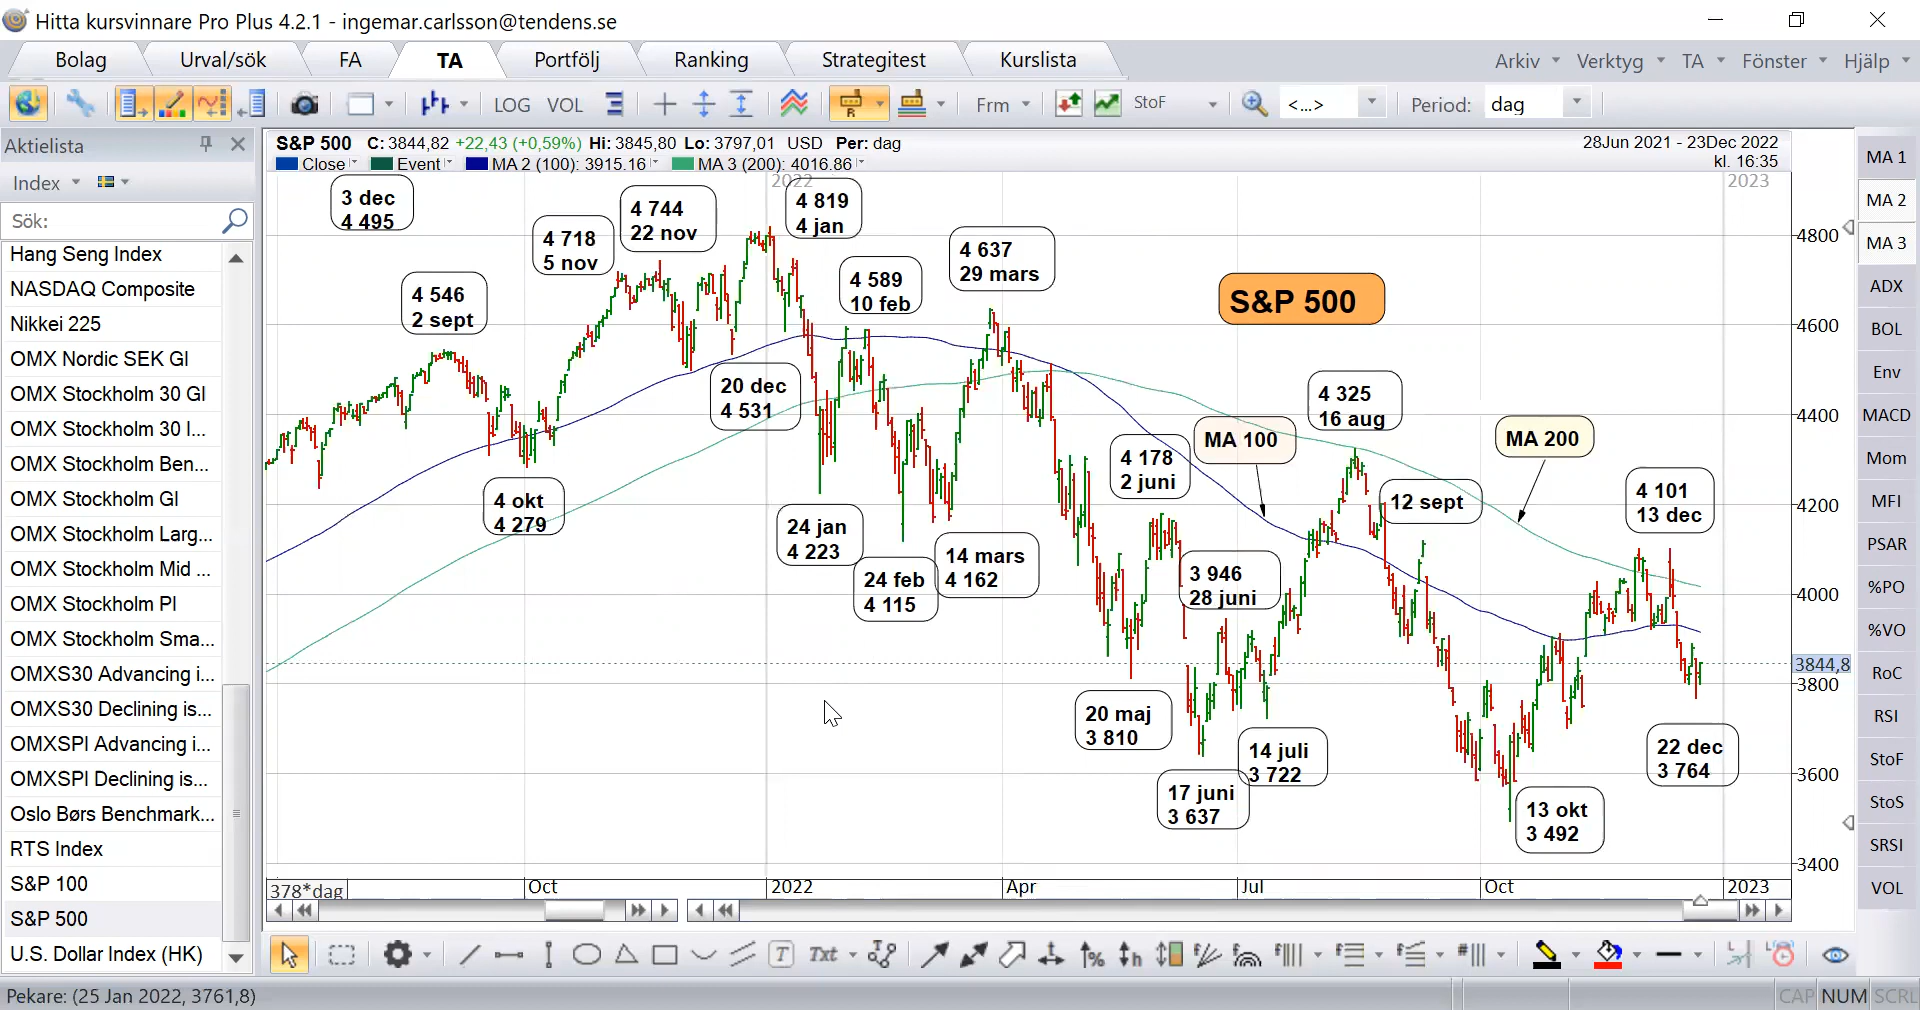 Hitta kursvinnare Pro Plus 4.2.1 - ingemar.carlsson@tendens.se
Bolag Urval/sök FA TA Portfölj Ranking Strategitest Kurslista
Arkiv Verktyg TA Fönster Hjälp
LOG VOL Frm StoF <...> Period: dag
Aktielista
Index
Sök:
Hang Seng Index
NASDAQ Composite
Nikkei 225
OMX Nordic SEK GI
OMX Stockholm 30 GI
OMX Stockholm 30 I...
OMX Stockholm Ben...
OMX Stockholm GI
OMX Stockholm Larg...
OMX Stockholm Mid ...
OMX Stockholm PI
OMX Stockholm Sma...
OMXS30 Advancing i...
OMXS30 Declining is...
OMXSPI Advancing i...
OMXSPI Declining is...
Oslo Børs Benchmark...
RTS Index
S&P 100
S&P 500
U.S. Dollar Index (HK)
S&P 500 C: 3844,82 +22,43 (+0,59%) Hi: 3845,80 Lo: 3797,01 USD Per: dag
28Jun 2021 - 23Dec 2022
kl. 16:35
Close Event MA 2 (100): 3915.16 MA 3 (200): 4016.86
2022
2023
3 dec
4 495
4 546
2 sept
4 okt
4 279
4 718
5 nov
4 744
22 nov
20 dec
4 531
4 819
4 jan
24 jan
4 223
4 589
10 feb
24 feb
4 115
14 mars
4 162
4 637
29 mars
20 maj
3 810
4 178
2 juni
17 juni
3 637
3 946
28 juni
14 juli
3 722
MA 100
S&P 500
4 325
16 aug
12 sept
13 okt
3 492
MA 200
4 101
13 dec
22 dec
3 764
4800
4600
4400
4200
4000
3844,8
3800
3600
3400
378*dag Oct 2022 Apr Jul Oct 2023
MA 1
MA 2
MA 3
ADX
BOL
Env
MACD
Mom
MFI
PSAR
%PO
%VO
RoC
RSI
StoF
StoS
SRSI
VOL
T Txt
Pekare: (25 Jan 2022, 3761,8)
CAP NUM SCRL